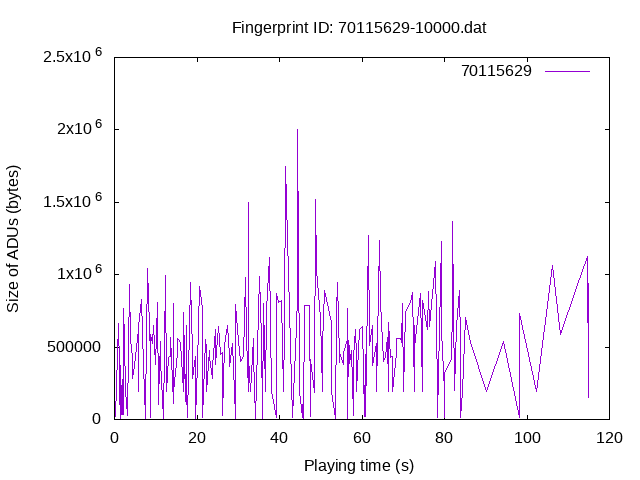 Fingerprint ID: 70115629-10000.dat
70115629
Size of ADUs (bytes)
2.5x10^6
2x10^6
1.5x10^6
1x10^6
500000
0
0 20 40 60 80 100 120
Playing time (s)